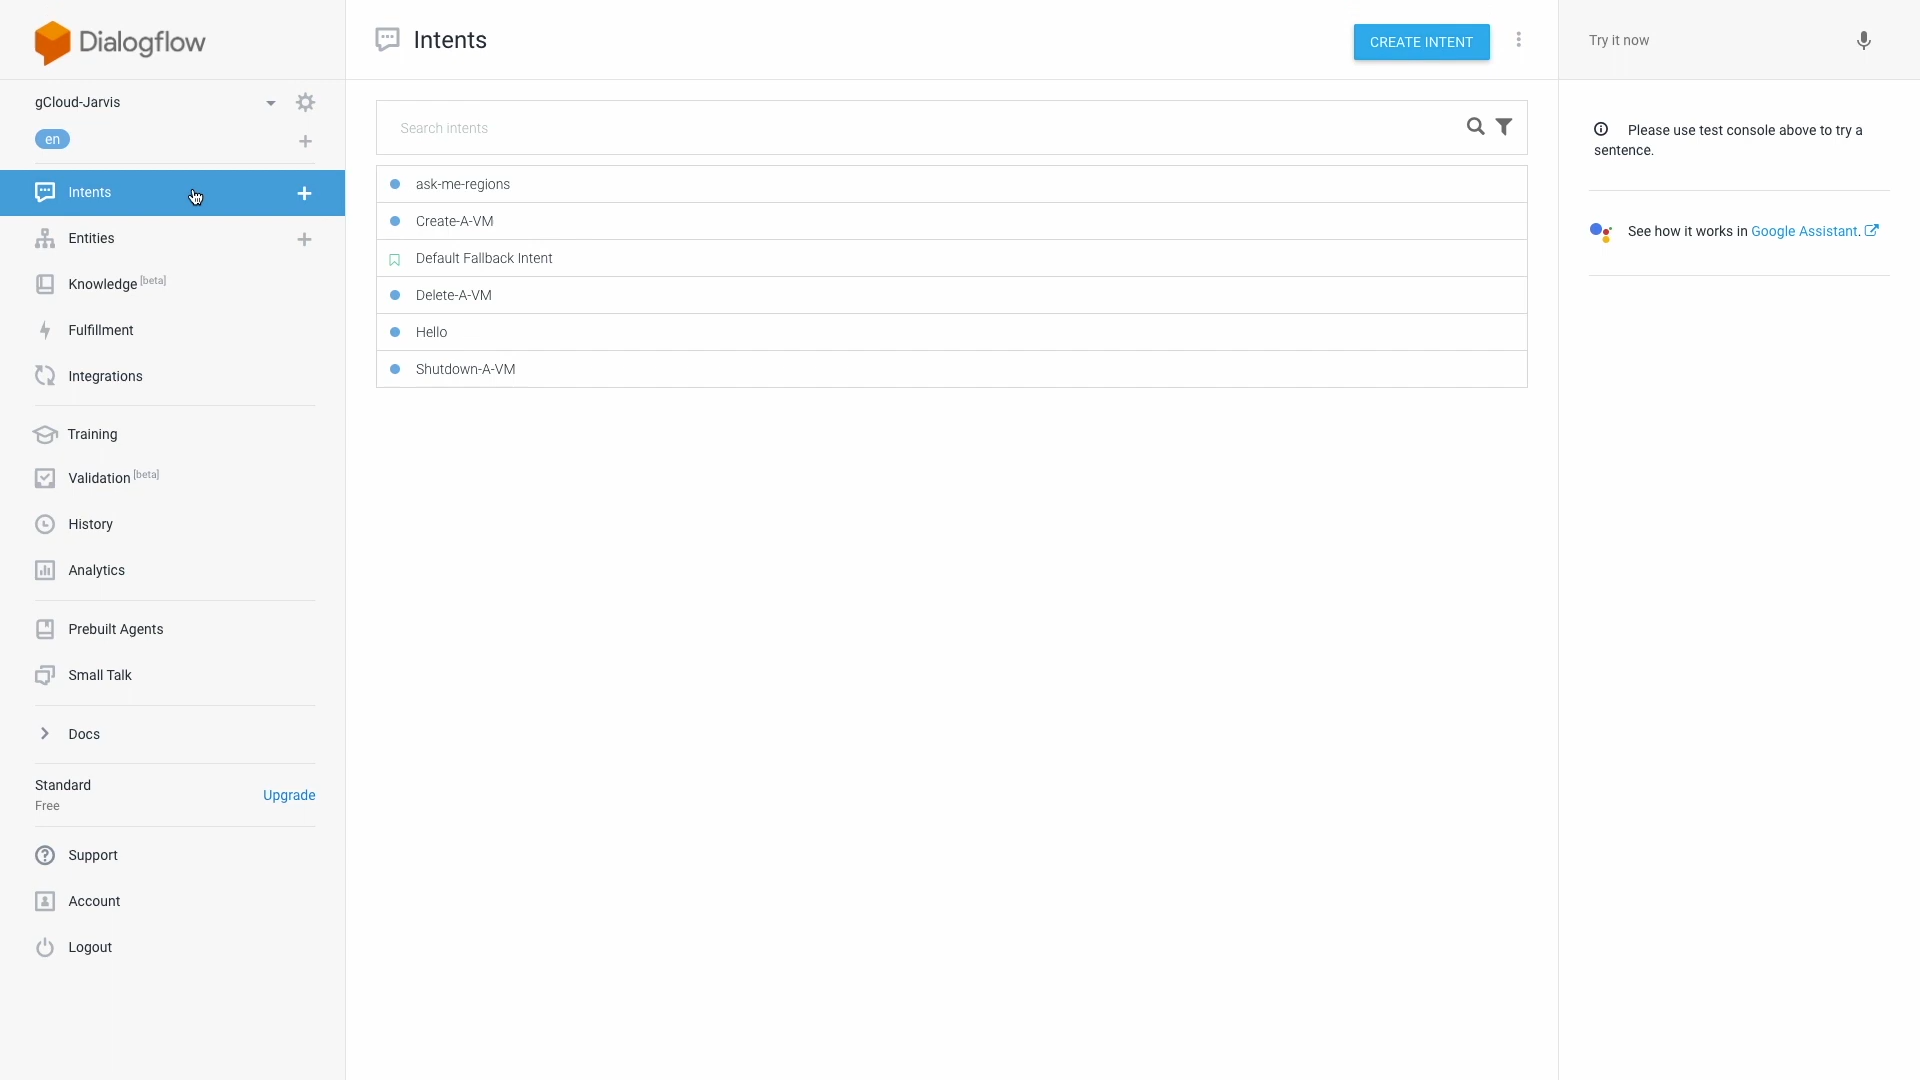 Dialogflow
gCloud-Jarvis
en
Intents
Entities
Knowledge [beta]
Fulfillment
Integrations
Training
Validation [beta]
History
Analytics
Prebuilt Agents
Small Talk
Docs
Standard
Free
Upgrade
Support
Account
Logout
Intents
CREATE INTENT
Search intents
ask-me-regions
Create-A-VM
Default Fallback Intent
Delete-A-VM
Hello
Shutdown-A-VM
Try it now
Please use test console above to try a
sentence.
See how it works in Google Assistant.